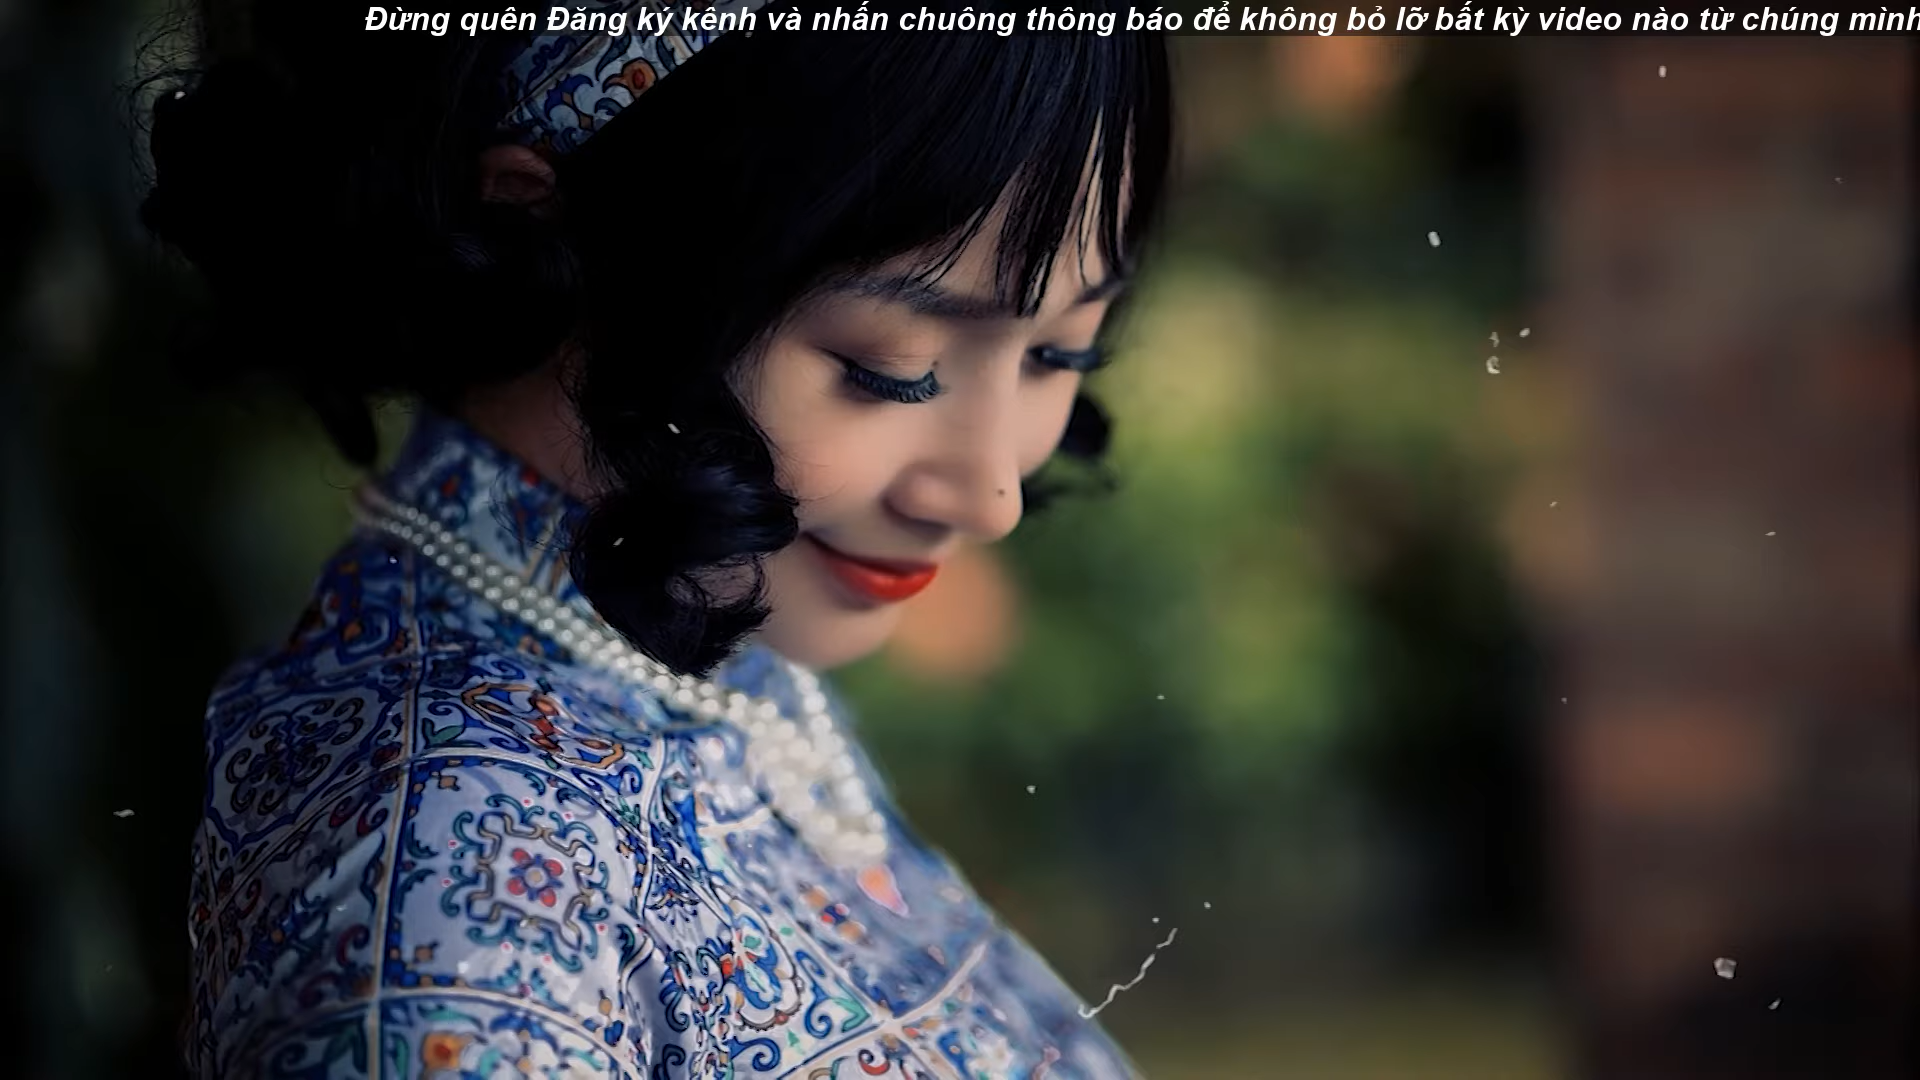 Đừng quên Đăng ký kênh và nhấn chuông thông báo để không bỏ lỡ bất kỳ video nào từ chúng mình